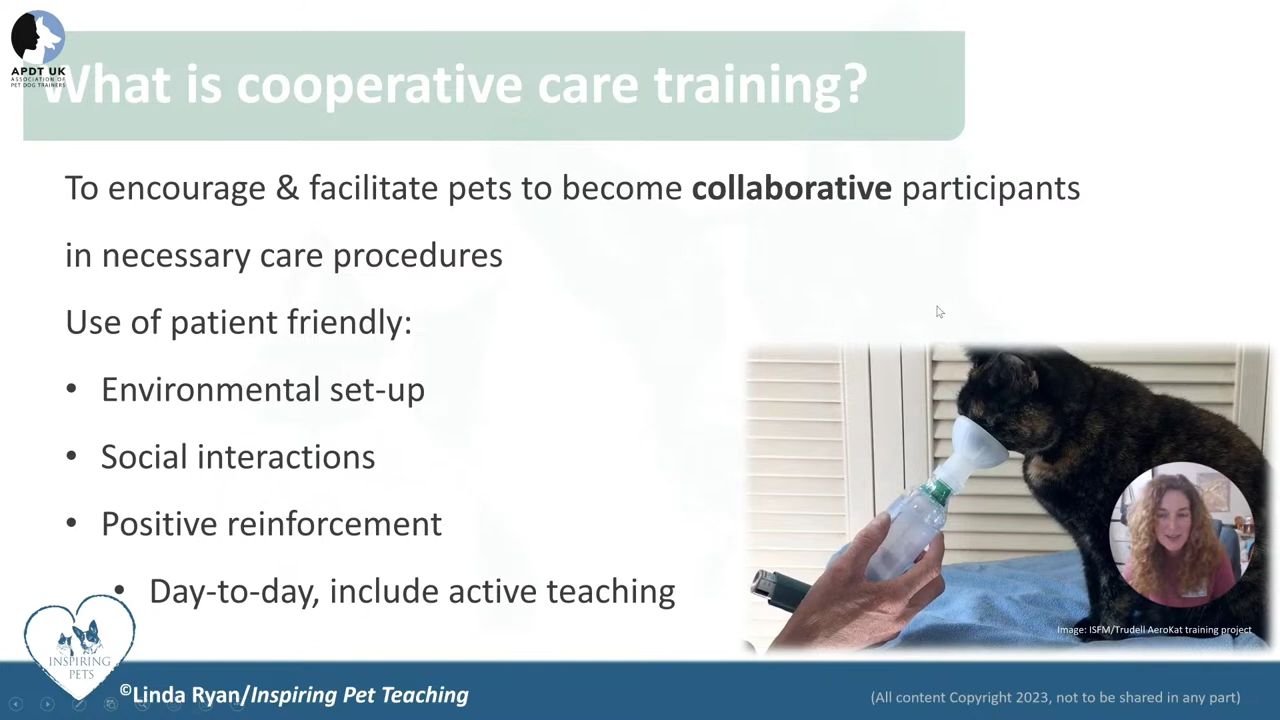 APDT UK
ASSOCIATION OF
PET DOG TRAINERS
What is cooperative care training?
To encourage & facilitate pets to become collaborative participants
in necessary care procedures
Use of patient friendly:
• Environmental set-up
• Social interactions
• Positive reinforcement
• Day-to-day, include active teaching
Image: ISFM/Trudell AeroKat training project
INSPIRING
PETS
©Linda Ryan/Inspiring Pet Teaching
(All content Copyright 2023, not to be shared in any part)